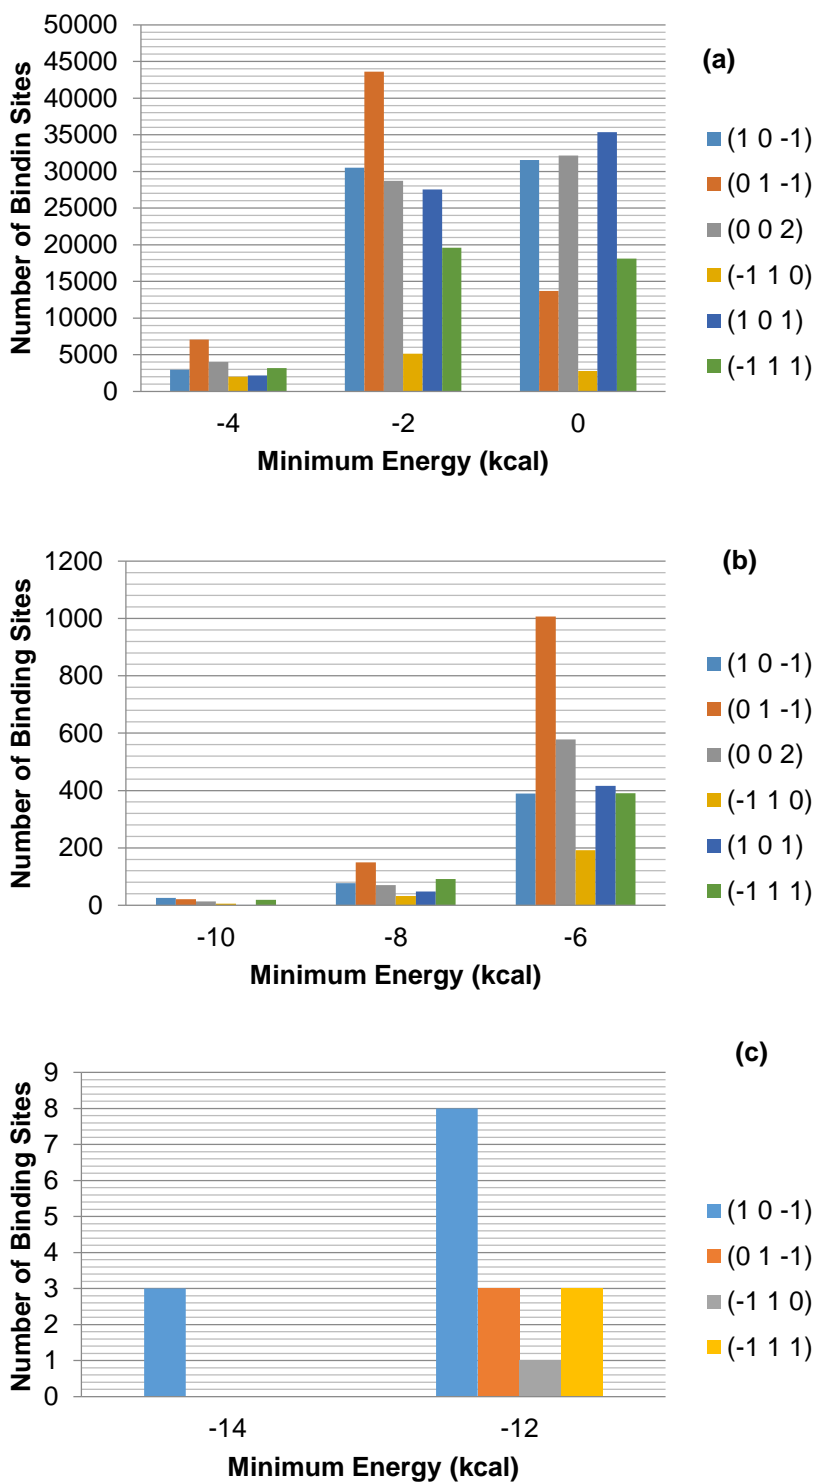 (a)
Number of Bindin Sites
50000
45000
40000
35000
30000
25000
20000
15000
10000
5000
0
-4 -2 0
Minimum Energy (kcal)
(1 0 -1)
(0 1 -1)
(0 0 2)
(-1 1 0)
(1 0 1)
(-1 1 1)
(b)
Number of Binding Sites
1200
1000
800
600
400
200
0
-10 -8 -6
Minimum Energy (kcal)
(1 0 -1)
(0 1 -1)
(0 0 2)
(-1 1 0)
(1 0 1)
(-1 1 1)
(c)
Number of Binding Sites
9
8
7
6
5
4
3
2
1
0
-14 -12
Minimum Energy (kcal)
(1 0 -1)
(0 1 -1)
(-1 1 0)
(-1 1 1)